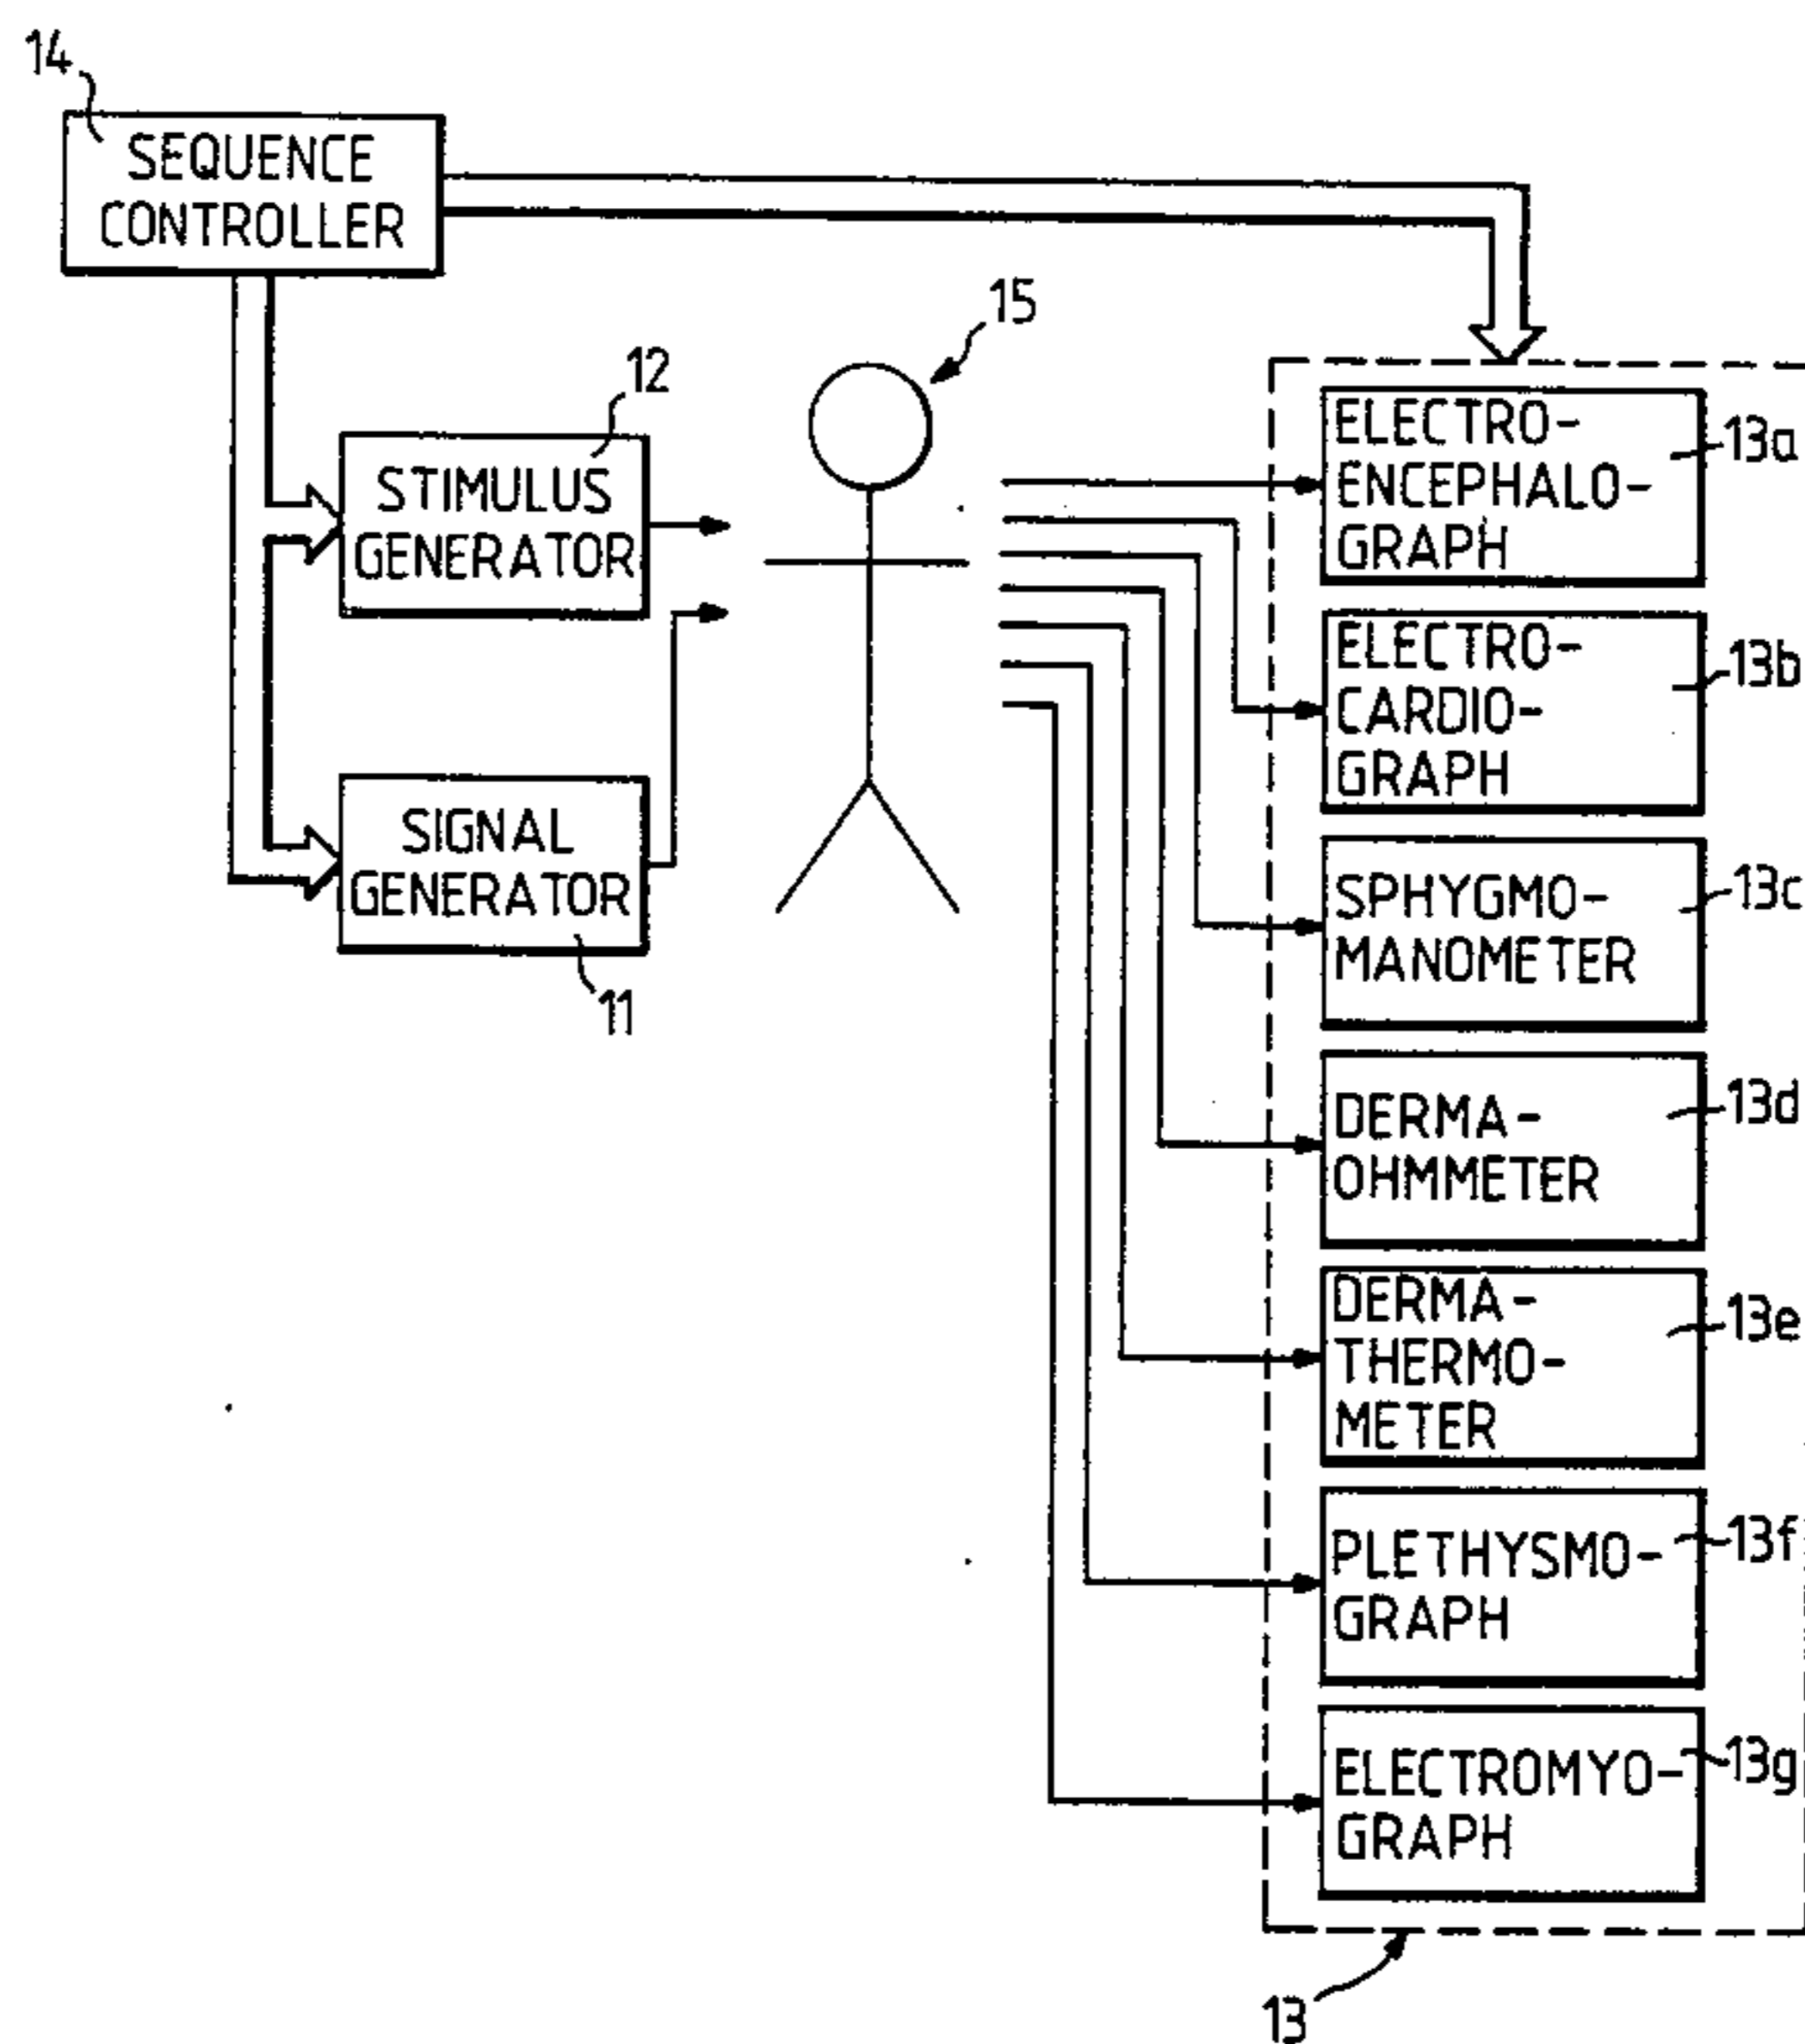 14
SEQUENCE
CONTROLLER
15
12
STIMULUS
GENERATOR
SIGNAL
GENERATOR
11
ELECTRO-
ENCEPHALO-
GRAPH
13a
ELECTRO-
CARDIO-
GRAPH
13b
SPHYGMO-
MANOMETER
13c
DERMA-
OHMMETER
13d
DERMA-
THERMO-
METER
13e
PLETHYSMO-
GRAPH
13f
ELECTROMYO-
GRAPH
13g
13